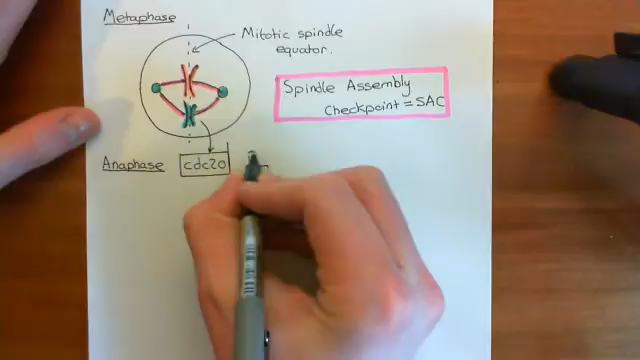 Metaphase
Mitotic spindle
equator.
Spindle Assembly
Checkpoint = SAC
Anaphase
cdc20